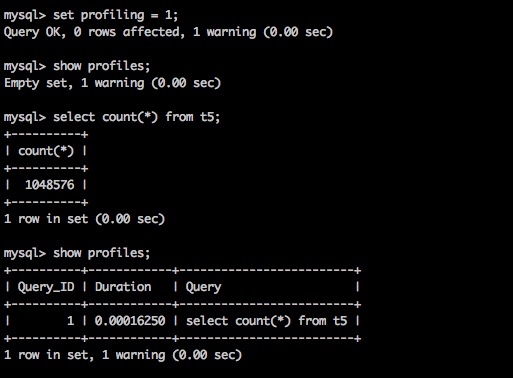 mysql> set profiling = 1;
Query OK, 0 rows affected, 1 warning (0.00 sec)

mysql> show profiles;
Empty set, 1 warning (0.00 sec)

mysql> select count(*) from t5;
+----------+
| count(*) |
+----------+
|  1048576 |
+----------+
1 row in set (0.00 sec)

mysql> show profiles;
+----------+------------+-------------------------+
| Query_ID | Duration   | Query                   |
+----------+------------+-------------------------+
|        1 | 0.00016250 | select count(*) from t5 |
+----------+------------+-------------------------+
1 row in set, 1 warning (0.00 sec)